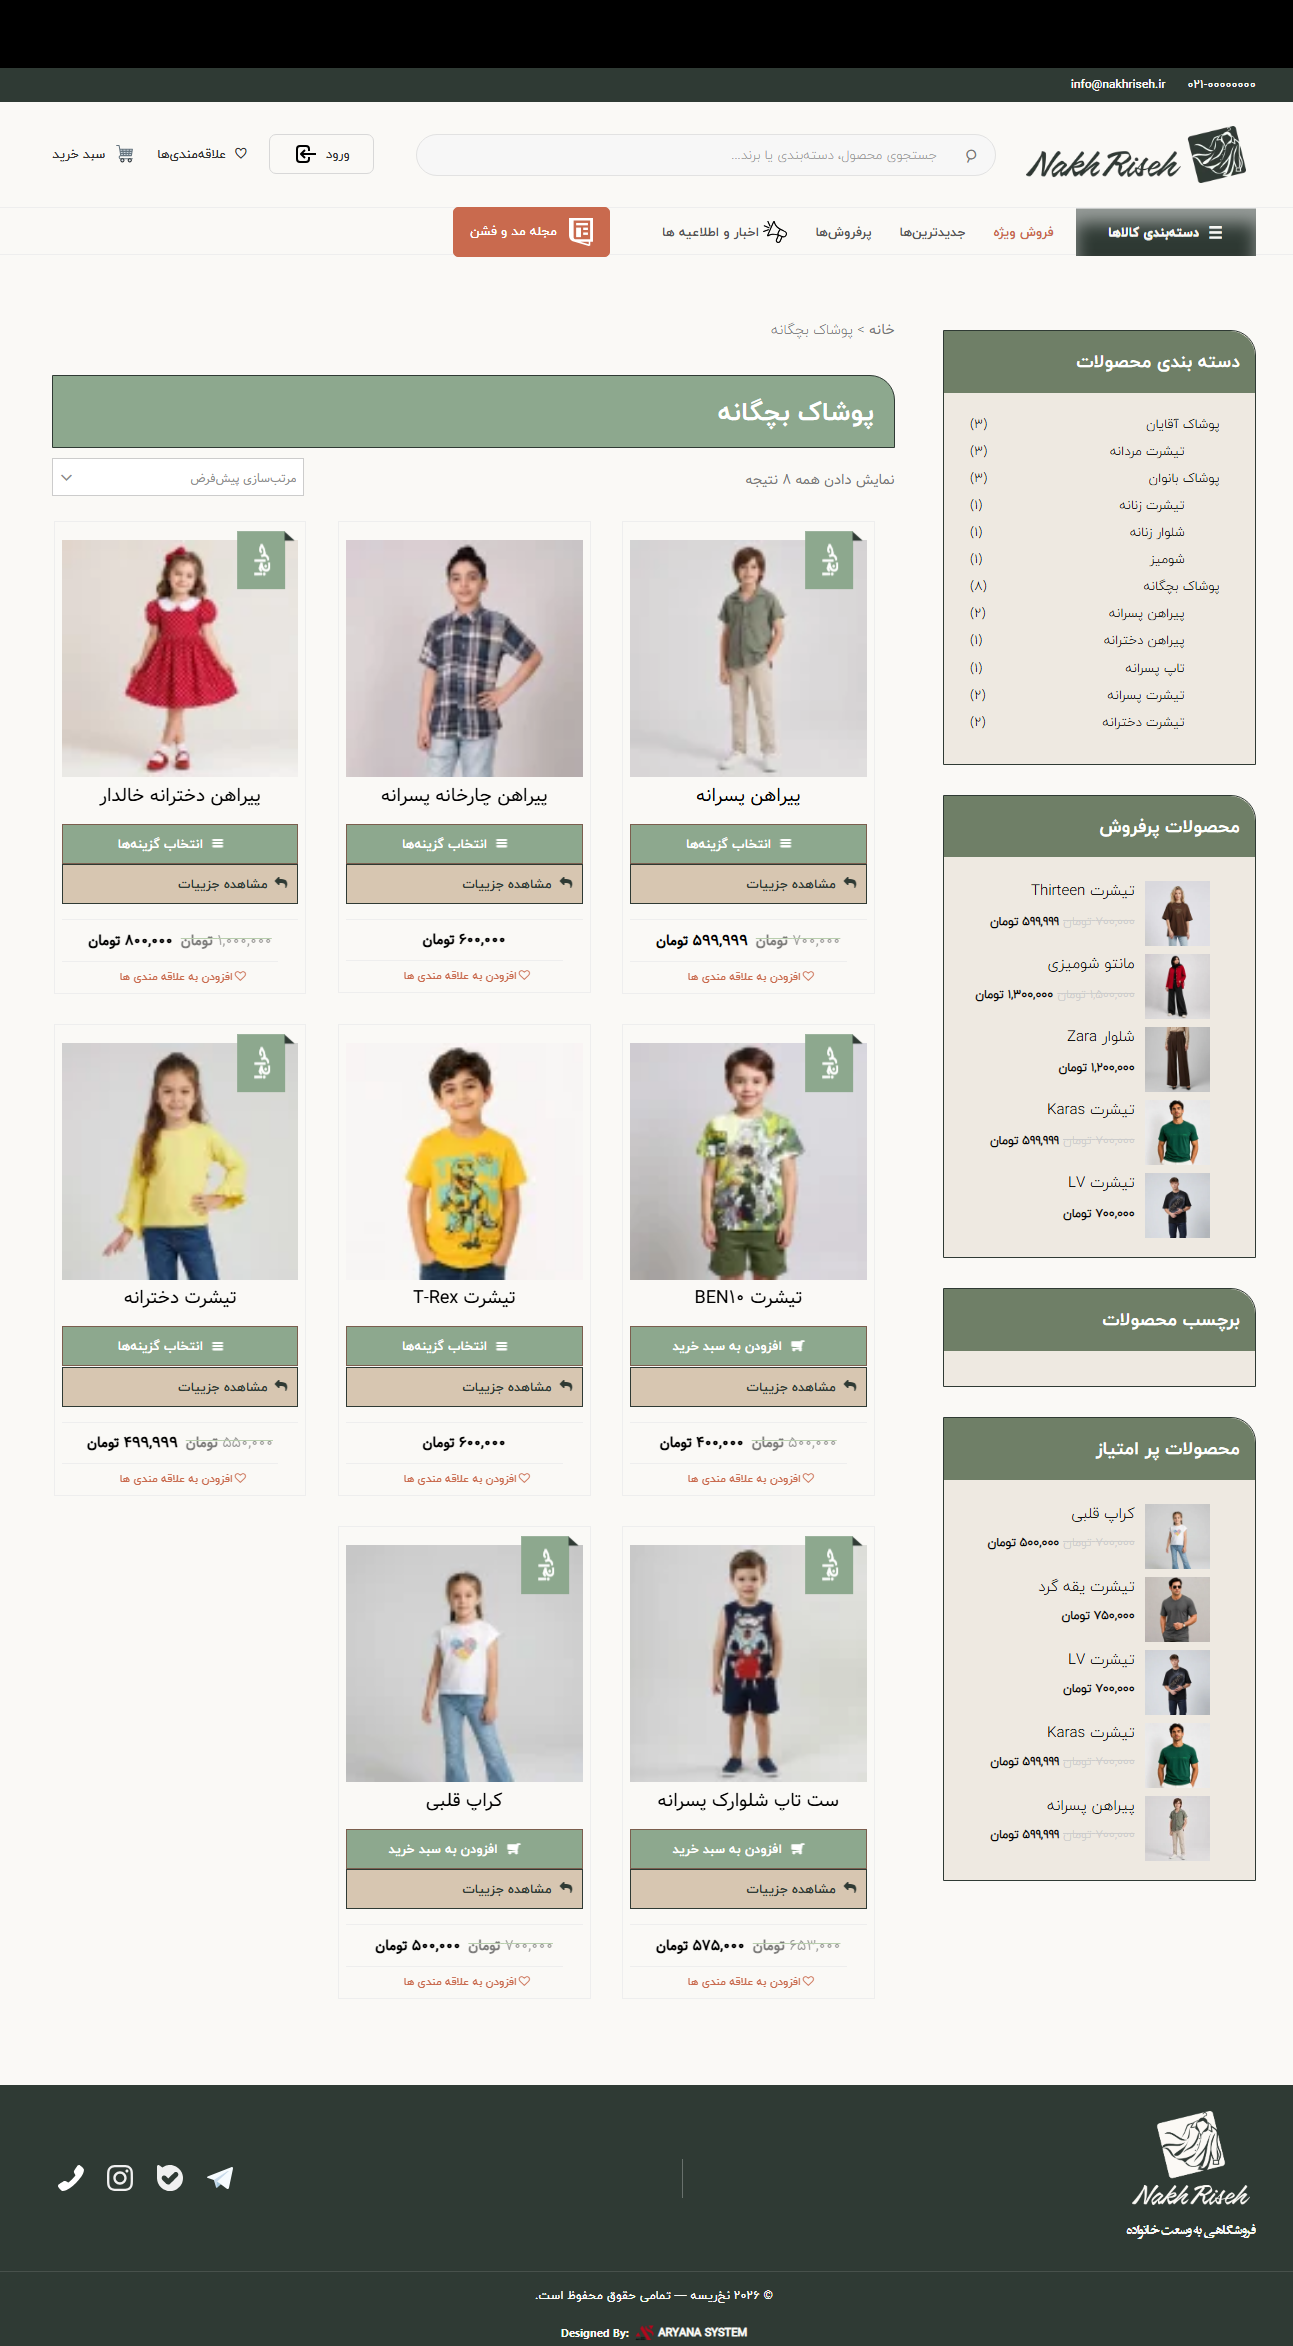 ۰۲۱-۰۰۰۰۰۰۰۰ info@nakhriseh.ir
Nakh Riseh
جستجوی محصول، دسته‌بندی یا برند...
ورود
علاقه‌مندی‌ها
سبد خرید
دسته‌بندی کالاها
فروش ویژه
جدیدترین‌ها
پرفروش‌ها
اخبار و اطلاعیه ها
مجله مد و فشن
دسته بندی محصولات
پوشاک آقایان (۳)
تیشرت مردانه (۳)
پوشاک بانوان (۳)
تیشرت زنانه (۱)
شلوار زنانه (۱)
شومیز (۱)
پوشاک بچگانه (۸)
پیراهن پسرانه (۲)
پیراهن دخترانه (۱)
تاپ پسرانه (۱)
تیشرت پسرانه (۲)
تیشرت دخترانه (۲)
محصولات پرفروش
تیشرت Thirteen
۷۰۰,۰۰۰ تومان ۵۹۹,۹۹۹ تومان
مانتو شومیزی
۱,۵۰۰,۰۰۰ تومان ۱,۳۰۰,۰۰۰ تومان
شلوار Zara
۱,۲۰۰,۰۰۰ تومان
تیشرت Karas
۷۰۰,۰۰۰ تومان ۵۹۹,۹۹۹ تومان
تیشرت LV
۷۰۰,۰۰۰ تومان
برچسب محصولات
محصولات پر امتیاز
کراپ قلبی
۷۰۰,۰۰۰ تومان ۵۰۰,۰۰۰ تومان
تیشرت یقه گرد
۷۵۰,۰۰۰ تومان
تیشرت LV
۷۰۰,۰۰۰ تومان
تیشرت Karas
۷۰۰,۰۰۰ تومان ۵۹۹,۹۹۹ تومان
پیراهن پسرانه
۷۰۰,۰۰۰ تومان ۵۹۹,۹۹۹ تومان
خانه > پوشاک بچگانه
پوشاک بچگانه
نمایش دادن همه ۸ نتیجه
مرتب‌سازی پیش‌فرض
حراج!
پیراهن پسرانه
انتخاب گزینه‌ها
مشاهده جزییات
۷۰۰,۰۰۰ تومان ۵۹۹,۹۹۹ تومان
افزودن به علاقه مندی ها
پیراهن چارخانه پسرانه
انتخاب گزینه‌ها
مشاهده جزییات
۶۰۰,۰۰۰ تومان
افزودن به علاقه مندی ها
حراج!
پیراهن دخترانه خالدار
انتخاب گزینه‌ها
مشاهده جزییات
۱,۰۰۰,۰۰۰ تومان ۸۰۰,۰۰۰ تومان
افزودن به علاقه مندی ها
حراج!
تیشرت BEN۱۰
افزودن به سبد خرید
مشاهده جزییات
۵۰۰,۰۰۰ تومان ۴۰۰,۰۰۰ تومان
افزودن به علاقه مندی ها
تیشرت T-Rex
انتخاب گزینه‌ها
مشاهده جزییات
۶۰۰,۰۰۰ تومان
افزودن به علاقه مندی ها
حراج!
تیشرت دخترانه
انتخاب گزینه‌ها
مشاهده جزییات
۵۵۰,۰۰۰ تومان ۴۹۹,۹۹۹ تومان
افزودن به علاقه مندی ها
حراج!
ست تاپ شلوارک پسرانه
افزودن به سبد خرید
مشاهده جزییات
۶۵۳,۰۰۰ تومان ۵۷۵,۰۰۰ تومان
افزودن به علاقه مندی ها
حراج!
کراپ قلبی
افزودن به سبد خرید
مشاهده جزییات
۷۰۰,۰۰۰ تومان ۵۰۰,۰۰۰ تومان
افزودن به علاقه مندی ها
Nakh Riseh
فروشگاهی به وسعت خانواده
© ۲۰۲۶ نخ‌ریسه — تمامی حقوق محفوظ است.
Designed By: ARYANA SYSTEM